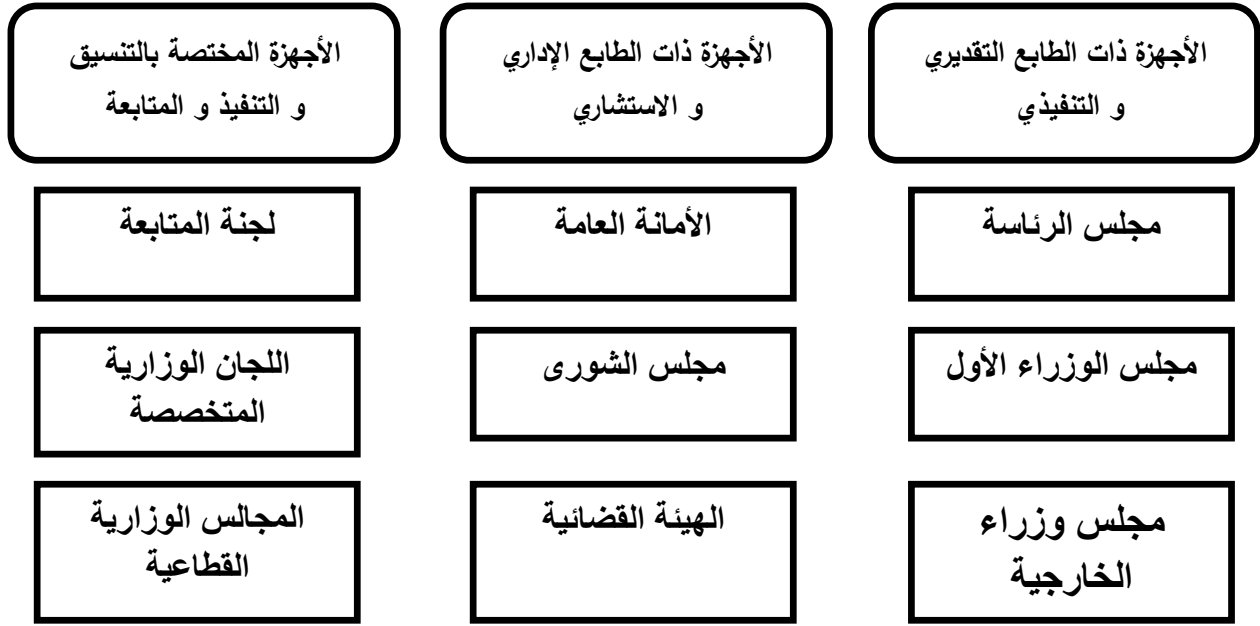 الأجهزة ذات الطابع التقديري
و التنفيذي
الأجهزة ذات الطابع الإداري
و الاستشاري
الأجهزة المختصة بالتنسيق
و التنفيذ و المتابعة
مجلس الرئاسة
الأمانة العامة
لجنة المتابعة
مجلس الوزراء الأول
مجلس الشورى
اللجان الوزارية
المتخصصة
مجلس وزراء
الخارجية
الهيئة القضائية
المجالس الوزارية
القطاعية